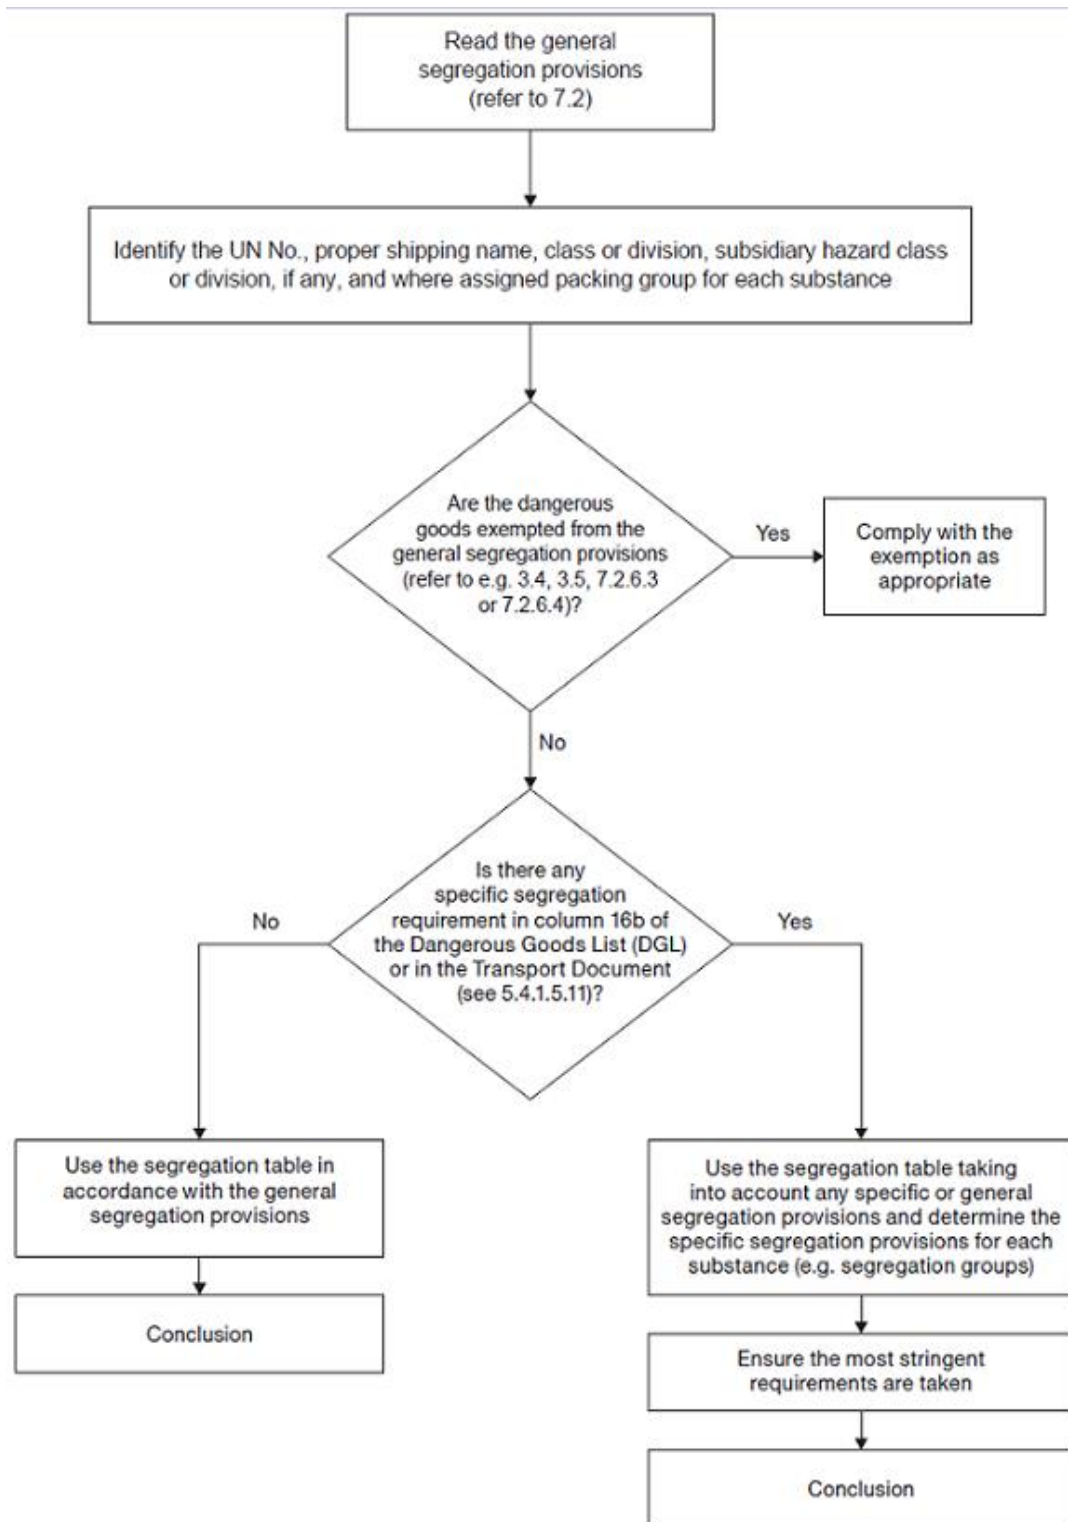 Read the general
segregation provisions
(refer to 7.2)
Identify the UN No., proper shipping name, class or division, subsidiary hazard class
or division, if any, and where assigned packing group for each substance
Are the dangerous
goods exempted from the
general segregation provisions
(refer to e.g. 3.4, 3.5, 7.2.6.3
or 7.2.6.4)?
Yes
Comply with the
exemption as
appropriate
No
Is there any
specific segregation
requirement in column 16b of
the Dangerous Goods List (DGL)
or in the Transport Document
(see 5.4.1.5.11)?
No
Yes
Use the segregation table in
accordance with the general
segregation provisions
Conclusion
Use the segregation table taking
into account any specific or general
segregation provisions and determine the
specific segregation provisions for each
substance (e.g. segregation groups)
Ensure the most stringent
requirements are taken
Conclusion